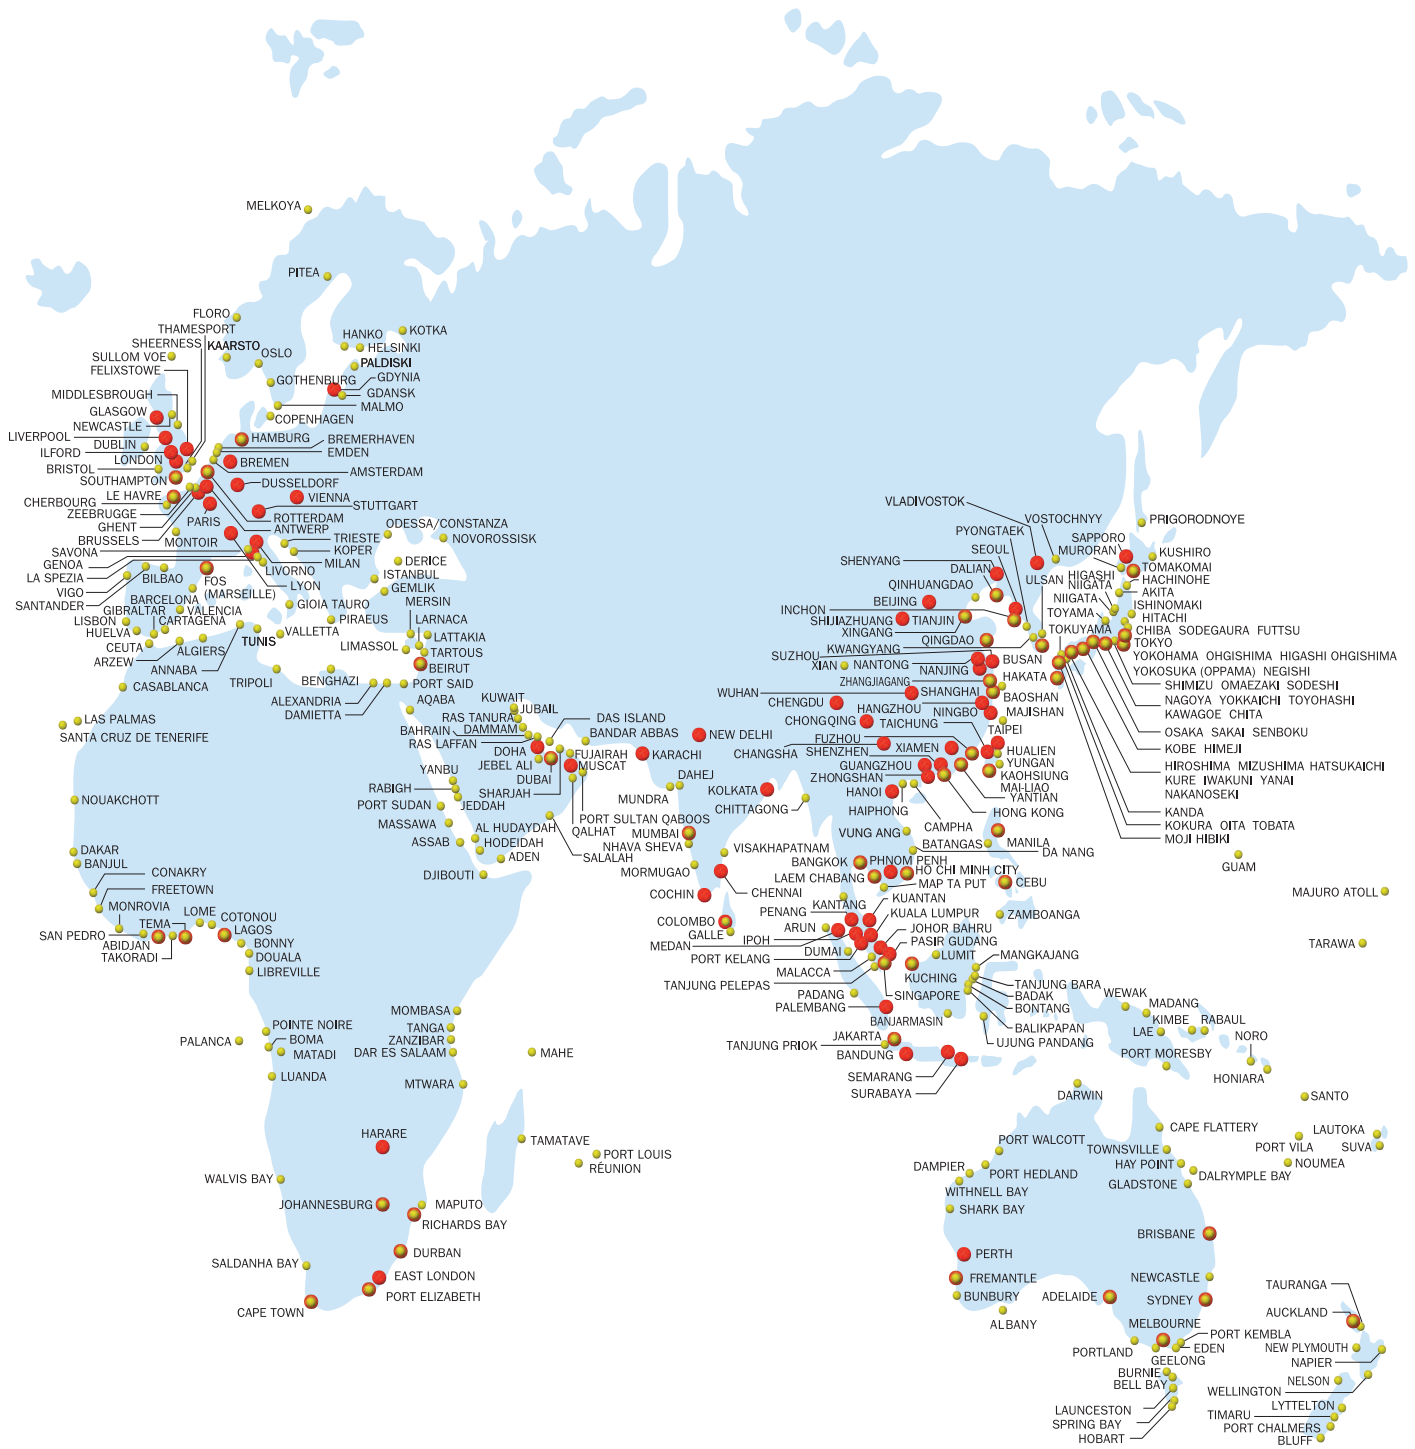 MELKOYA
PITEA
FLORO
THAMESPORT
SHEERNESS
KAARSTO
SULLOM VOE
FELIXSTOWE
OSLO
HANKO
KOTKA
HELSINKI
PALDISKI
GOTHENBURG
GDYNIA
GDANSK
MALMO
COPENHAGEN
MIDDLESBROUGH
GLASGOW
NEWCASTLE
LIVERPOOL
DUBLIN
ILFORD
LONDON
BRISTOL
SOUTHAMPTON
LE HAVRE
CHERBOURG
ZEEBRUGGE
GHENT
BRUSSELS
HAMBURG
BREMERHAVEN
EMDEN
BREMEN
AMSTERDAM
DUSSELDORF
VIENNA
STUTTGART
PARIS
ROTTERDAM
ANTWERP
MONTOIR
TRIESTE
KOPER
MILAN
LIVORNO
LYON
SAVONA
GENOA
LA SPEZIA
VIGO
SANTANDER
BILBAO
FOS
(MARSEILLE)
BARCELONA
GIBRALTAR
VALENCIA
LISBON
CARTAGENA
HUELVA
CEUTA
ARZEW
ALGIERS
ANNABA
TUNIS
GIOIA TAURO
VALLETTA
PIRAEUS
ODESSA/CONSTANZA
NOVOROSSISK
DERICE
ISTANBUL
GEMLIK
MERSIN
LARNACA
LATTAKIA
LIMASSOL
TARTOUS
BEIRUT
CASABLANCA
TRIPOLI
BENGHAZI
ALEXANDRIA
DAMIETTA
PORT SAID
AQABA
LAS PALMAS
SANTA CRUZ DE TENERIFE
KUWAIT
JUBAIL
RAS TANURA
DAMMAM
BAHRAIN
RAS LAFFAN
DOHA
JEBEL ALI
DUBAI
SHARJAH
DAS ISLAND
BANDAR ABBAS
FUJAIRAH
MUSCAT
KARACHI
NEW DELHI
YANBU
RABIGH
JEDDAH
PORT SUDAN
MASSAWA
ASSAB
AL HUDAYDAH
HODEIDAH
ADEN
DJIBOUTI
PORT SULTAN QABOOS
QALHAT
SALALAH
MUNDRA
DAHEJ
KOLKATA
CHITTAGONG
MUMBAI
NHAVA SHEVA
VISAKHAPATNAM
MORMUGAO
CHENNAI
COCHIN
COLOMBO
GALLE
NOUAKCHOTT
DAKAR
BANJUL
CONAKRY
FREETOWN
MONROVIA
SAN PEDRO
ABIDJAN
TEMA
TAKORADI
LOME
COTONOU
LAGOS
BONNY
DOUALA
LIBREVILLE
POINTE NOIRE
BOMA
MATADI
PALANCA
LUANDA
MOMBASA
TANGA
ZANZIBAR
DAR ES SALAAM
MTWARA
MAHE
HARARE
TAMATAVE
PORT LOUIS
RÉUNION
WALVIS BAY
JOHANNESBURG
MAPUTO
RICHARDS BAY
DURBAN
SALDANHA BAY
EAST LONDON
PORT ELIZABETH
CAPE TOWN
VLADIVOSTOK
VOSTOCHNYY
PRIGORODNOYE
PYONGTAEK
SEOUL
SHENYANG
DALIAN
QINHUANGDAO
BEIJING
INCHON
SHIJIAZHUANG
TIANJIN
XINGANG
QINGDAO
KWANGYANG
SUZHOU
XIAN
NANTONG
NANJING
ZHANGJIAGANG
WUHAN
CHENGDU
SHANGHAI
HANGZHOU
NINGBO
BAOSHAN
MAJISHAN
CHONGQING
TAICHUNG
TAIPEI
FUZHOU
CHANGSHA
SHENZHEN
XIAMEN
HUALIEN
YUNGAN
GUANGZHOU
KAOHSIUNG
MAI-LIAO
ZHONGSHAN
YANTIAN
HANOI
HONG KONG
HAIPHONG
CAMPHA
ULSAN
BUSAN
HAKATA
TOKUYAMA
SAPPORO
MURORAN
KUSHIRO
TOMAKOMAI
HIGASHI
NIIGATA
HACHINOHE
AKITA
NIIGATA
ISHINOMAKI
TOYAMA
HITACHI
CHIBA SODEGAURA FUTTSU
TOKYO
YOKOHAMA OHGISHIMA HIGASHI OHGISHIMA
YOKOSUKA (OPPAMA) NEGISHI
SHIMIZU OMAEZAKI SODESHI
NAGOYA YOKKAICHI TOYOHASHI
KAWAGOE CHITA
OSAKA SAKAI SENBOKU
KOBE HIMEJI
HIROSHIMA MIZUSHIMA HATSUKAICHI
KURE IWAKUNI YANAI
NAKANOSEKI
KANDA
KOKURA OITA TOBATA
MOJI HIBIKI
VUNG ANG
BATANGAS
MANILA
DA NANG
BANGKOK
PHNOM PENH
LAEM CHABANG
HO CHI MINH CITY
MAP TA PUT
CEBU
ZAMBOANGA
GUAM
MAJURO ATOLL
TARAWA
KANTANG
PENANG
KUANTAN
ARUN
KUALA LUMPUR
IPOH
JOHOR BAHRU
MEDAN
PASIR GUDANG
DUMAI
PORT KELANG
LUMIT
MANGKAJANG
MALACCA
KUCHING
TANJUNG PELEPAS
SINGAPORE
TANJUNG BARA
BADAK
BONTANG
PADANG
PALEMBANG
BANJARMASIN
BALIKPAPAN
UJUNG PANDANG
JAKARTA
TANJUNG PRIOK
BANDUNG
SEMARANG
SURABAYA
WEWAK
MADANG
KIMBE
RABAUL
LAE
NORO
PORT MORESBY
HONIARA
DARWIN
SANTO
CAPE FLATTERY
LAUTOKA
PORT VILA
SUVA
NOUMEA
PORT WALCOTT
TOWNSVILLE
DAMPIER
PORT HEDLAND
HAY POINT
DALRYMPLE BAY
WITHNELL BAY
GLADSTONE
SHARK BAY
BRISBANE
PERTH
FREMANTLE
BUNBURY
ALBANY
ADELAIDE
NEWCASTLE
SYDNEY
MELBOURNE
PORT KEMBLA
PORTLAND
EDEN
GEELONG
BURNIE
BELL BAY
LAUNCESTON
SPRING BAY
HOBART
TAURANGA
AUCKLAND
NEW PLYMOUTH
NAPIER
NELSON
WELLINGTON
LYTTELTON
TIMARU
PORT CHALMERS
BLUFF